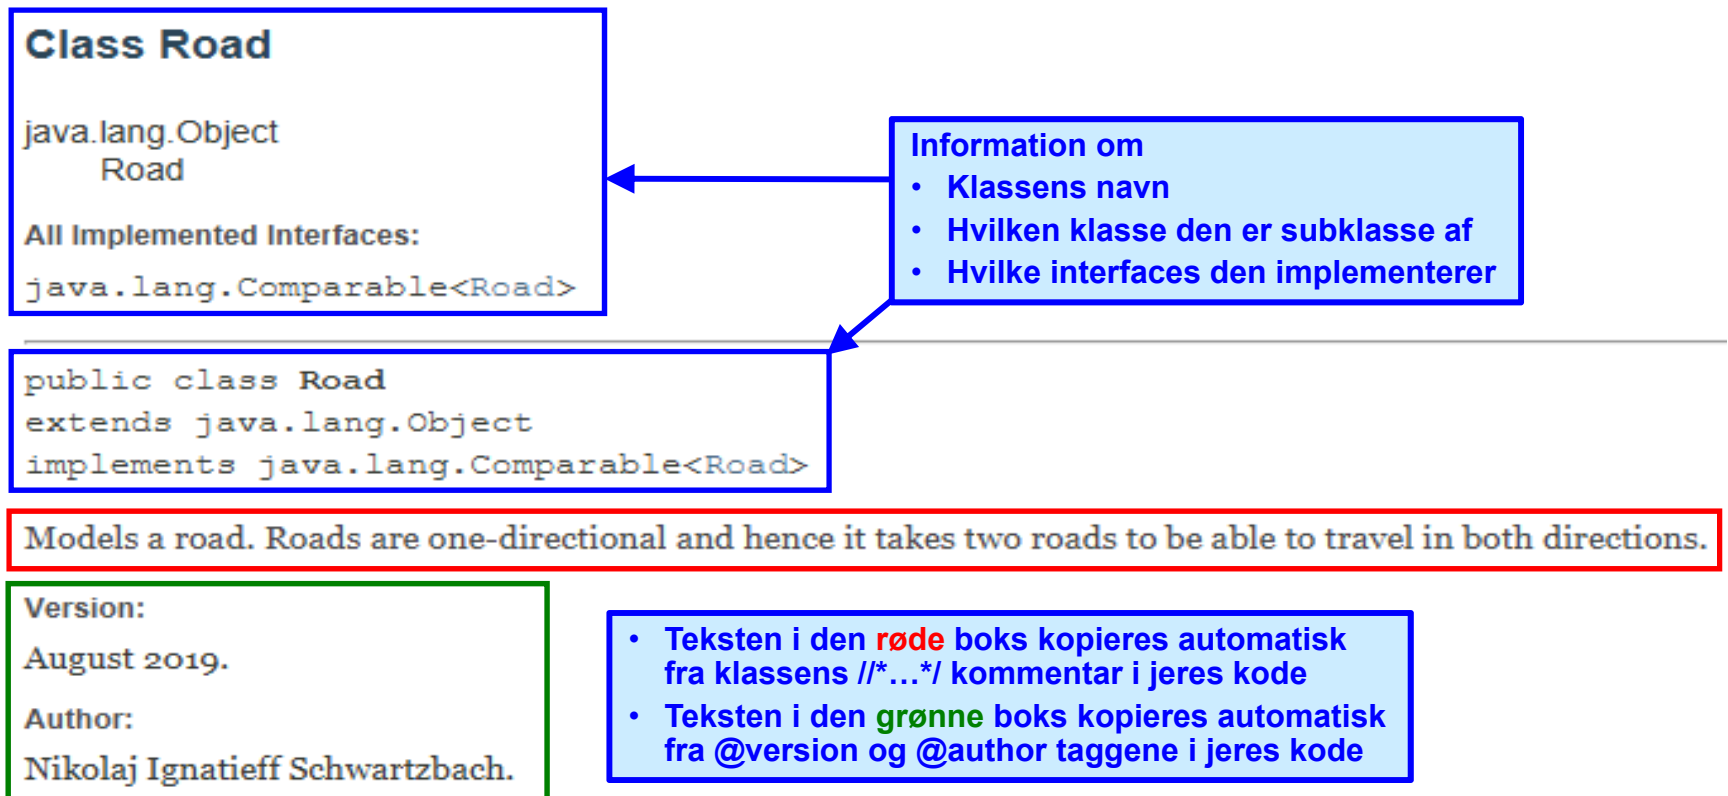 Class Road
java.lang.Object
Road
All Implemented Interfaces:
java.lang.Comparable<Road>
Information om
• Klassens navn
• Hvilken klasse den er subklasse af
• Hvilke interfaces den implementerer
public class Road
extends java.lang.Object
implements java.lang.Comparable<Road>
Models a road. Roads are one-directional and hence it takes two roads to be able to travel in both directions.
Version:
August 2019.
Author:
Nikolaj Ignatieff Schwartzbach.
• Teksten i den røde boks kopieres automatisk
fra klassens //*…*/ kommentar i jeres kode
• Teksten i den grønne boks kopieres automatisk
fra @version og @author taggene i jeres kode